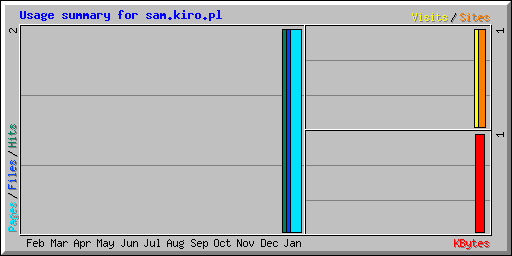 Usage summary for sam.kiro.pl
Visits/Sites
2
1
Pages/Files/Hits
1
Feb Mar Apr May Jun Jul Aug Sep Oct Nov Dec Jan
KBytes